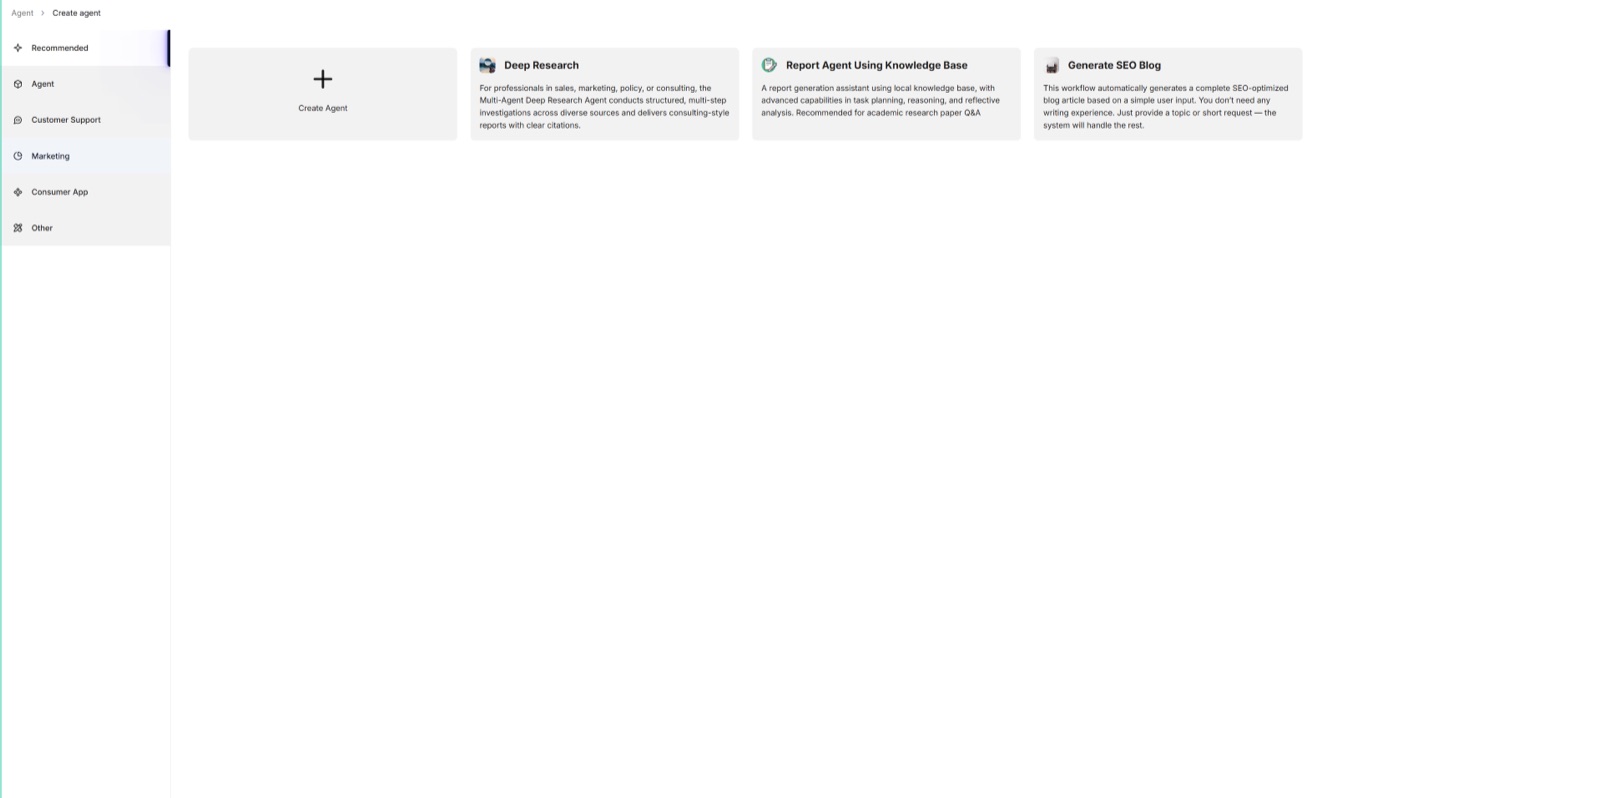 Agent > Create agent
Recommended
Agent
Customer Support
Marketing
Consumer App
Other
Create Agent
Deep Research
For professionals in sales, marketing, policy, or consulting, the
Multi-Agent Deep Research Agent conducts structured, multi-step
investigations across diverse sources and delivers consulting-style
reports with clear citations.
Report Agent Using Knowledge Base
A report generation assistant using local knowledge base, with
advanced capabilities in task planning, reasoning, and reflective
analysis. Recommended for academic research paper Q&A
Generate SEO Blog
This workflow automatically generates a complete SEO-optimized
blog article based on a simple user input. You don't need any
writing experience. Just provide a topic or short request — the
system will handle the rest.